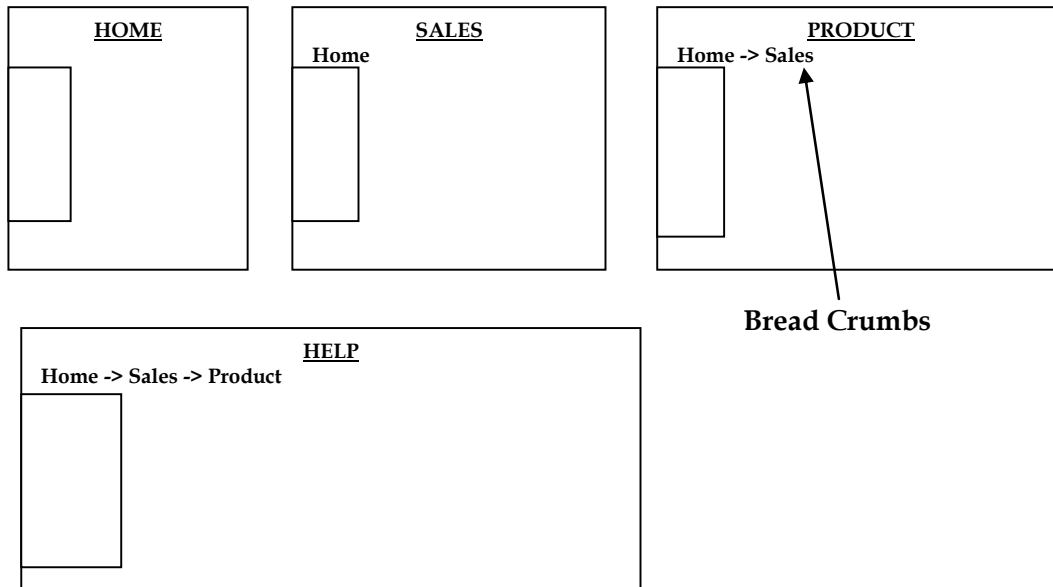 HOME
Home
SALES
Home -> Sales
PRODUCT
Bread Crumbs
HELP
Home -> Sales -> Product